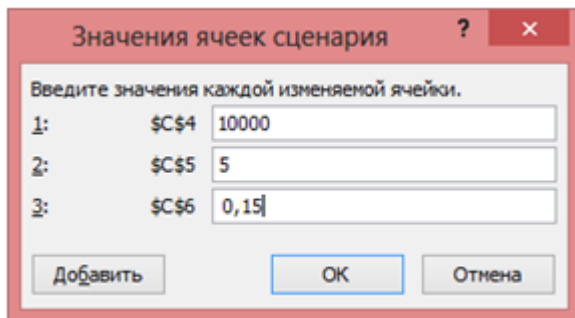 Значения ячеек сценария ? ×
Введите значения каждой изменяемой ячейки.
1: $C$4 10000
2: $C$5 5
3: $C$6 0,15
Добавить ОК Отмена